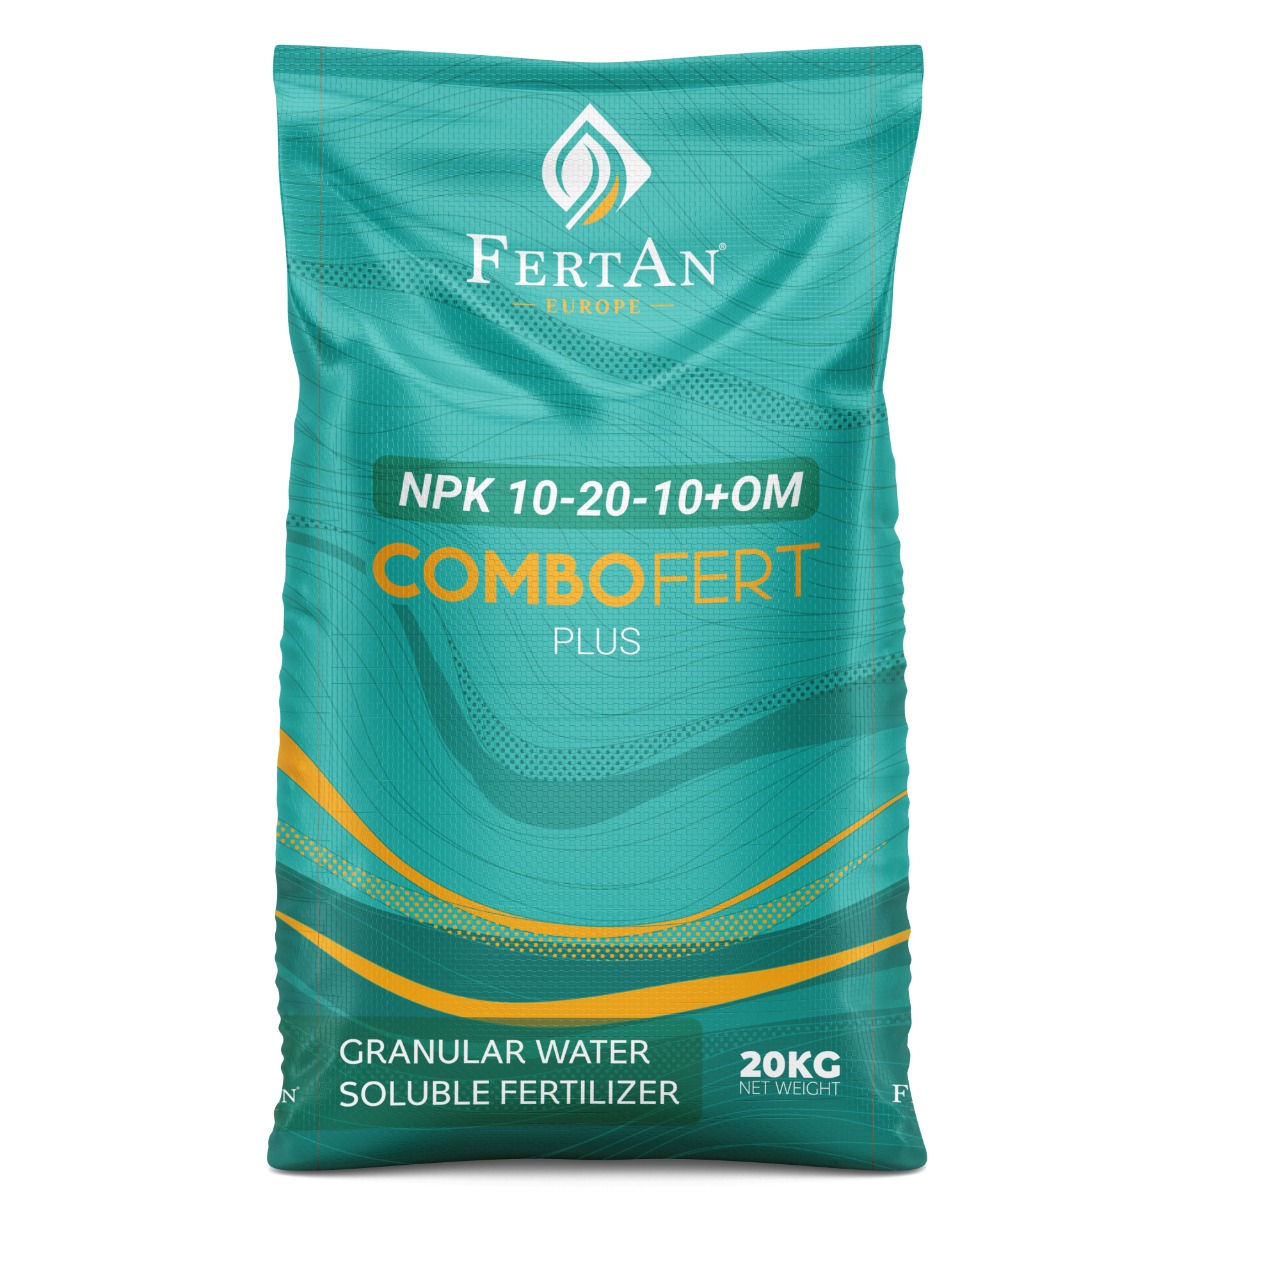 FERTAN®
EUROPE
NPK 10-20-10+OM
COMBOFERT
PLUS
GRANULAR WATER
SOLUBLE FERTILIZER
20KG
NET WEIGHT
N
F